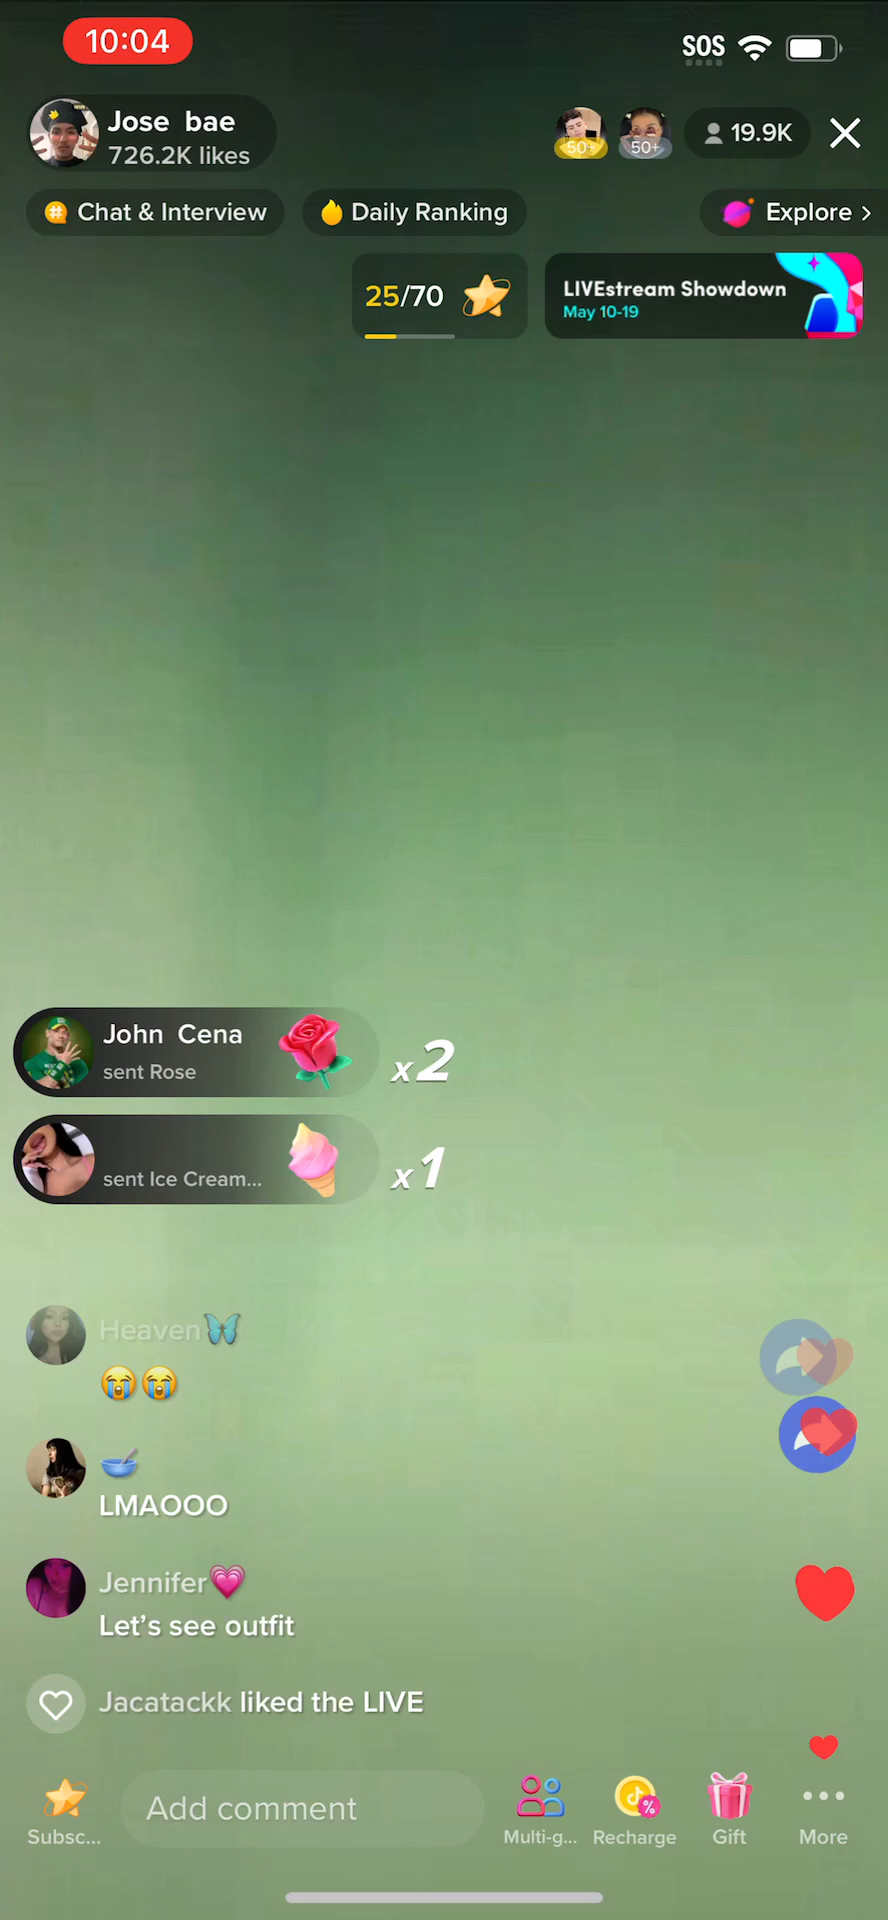 10:04
SOS
Jose bae
726.2K likes
50+
50+
19.9K
Chat & Interview
Daily Ranking
Explore >
25/70
LIVEstream Showdown
May 10-19
John Cena
sent Rose
x2
sent Ice Cream...
x1
Heaven🦋
😭😭
🥣
LMAOOO
Jennifer💗
Let's see outfit
Jacatackk liked the LIVE
Add comment
Subsc...
Multi-g...
Recharge
Gift
More